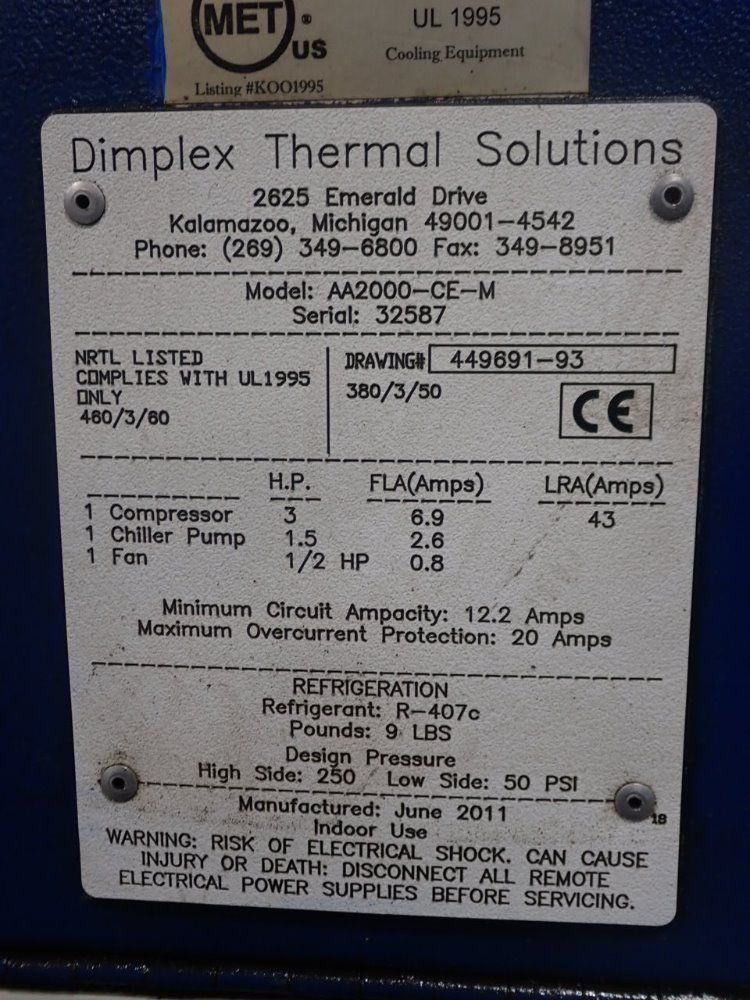 MET ®
US
UL 1995
Cooling Equipment
Listing #KOO1995
Dimplex Thermal Solutions
2625 Emerald Drive
Kalamazoo, Michigan 49001-4542
Phone: (269) 349-6800 Fax: 349-8951
Model: AA2000-CE-M
Serial: 32587
NRTL LISTED
COMPLIES WITH UL1995
ONLY
460/3/60
DRAWING# 449691-93
380/3/50
CE
H.P. FLA(Amps) LRA(Amps)
1 Compressor 3 6.9 43
1 Chiller Pump 1.5 2.6
1 Fan 1/2 HP 0.8
Minimum Circuit Ampacity: 12.2 Amps
Maximum Overcurrent Protection: 20 Amps
REFRIGERATION
Refrigerant: R-407c
Pounds: 9 LBS
Design Pressure
High Side: 250 Low Side: 50 PSI
Manufactured: June 2011
18
Indoor Use
WARNING: RISK OF ELECTRICAL SHOCK. CAN CAUSE
INJURY OR DEATH: DISCONNECT ALL REMOTE
ELECTRICAL POWER SUPPLIES BEFORE SERVICING.